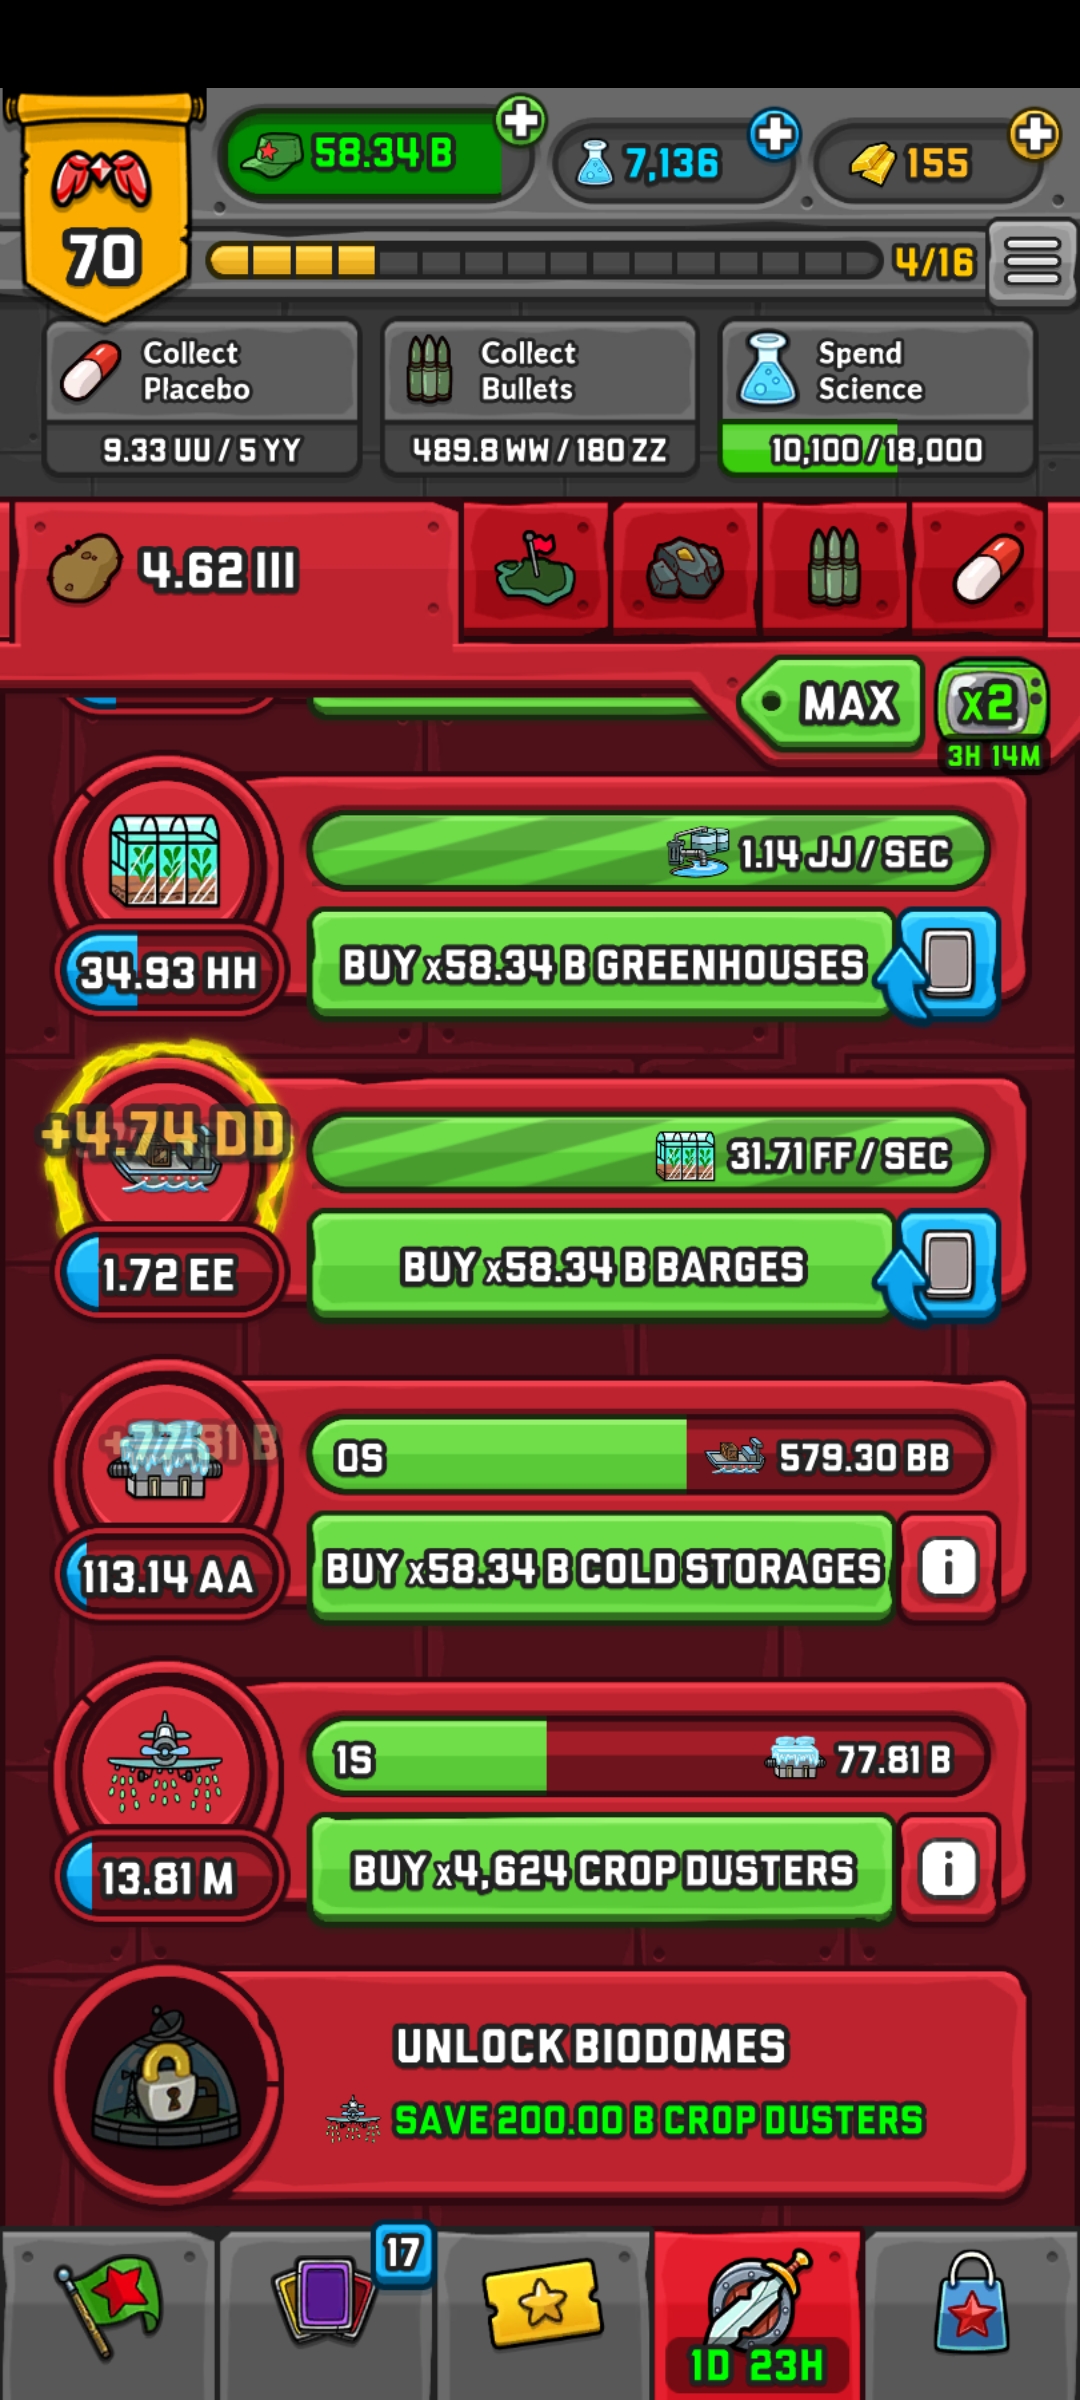 70
58.34 B
7,136
155
4/16
Collect
Placebo
9.33 UU / 5 YY
Collect
Bullets
489.8 WW / 180 ZZ
Spend
Science
10,100 / 18,000
4.62 III
MAX
x2
3H 14M
1.14 JJ / SEC
34.93 HH
BUY x58.34 B GREENHOUSES
+4.74 DD
31.71 FF / SEC
1.72 EE
BUY x58.34 B BARGES
+77.81 B
0S
579.30 BB
113.14 AA
BUY x58.34 B COLD STORAGES
i
1S
77.81 B
13.81 M
BUY x4,624 CROP DUSTERS
i
UNLOCK BIODOMES
SAVE 200.00 B CROP DUSTERS
17
1D 23H